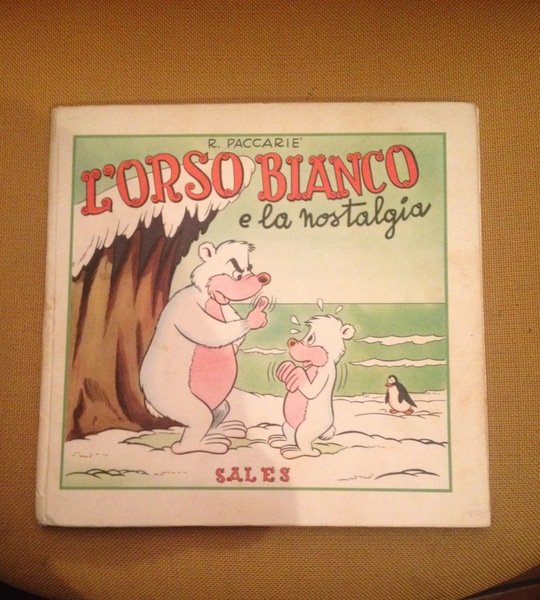 R. PACCARIE'
L'ORSO BIANCO
e la nostalgia
SALES